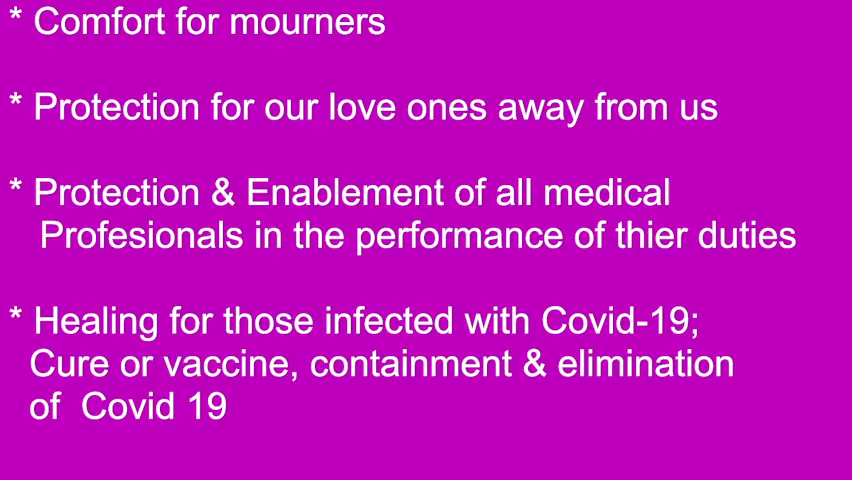 * Comfort for mourners
* Protection for our love ones away from us
* Protection & Enablement of all medical
Profesionals in the performance of thier duties
* Healing for those infected with Covid-19;
Cure or vaccine, containment & elimination
of  Covid 19